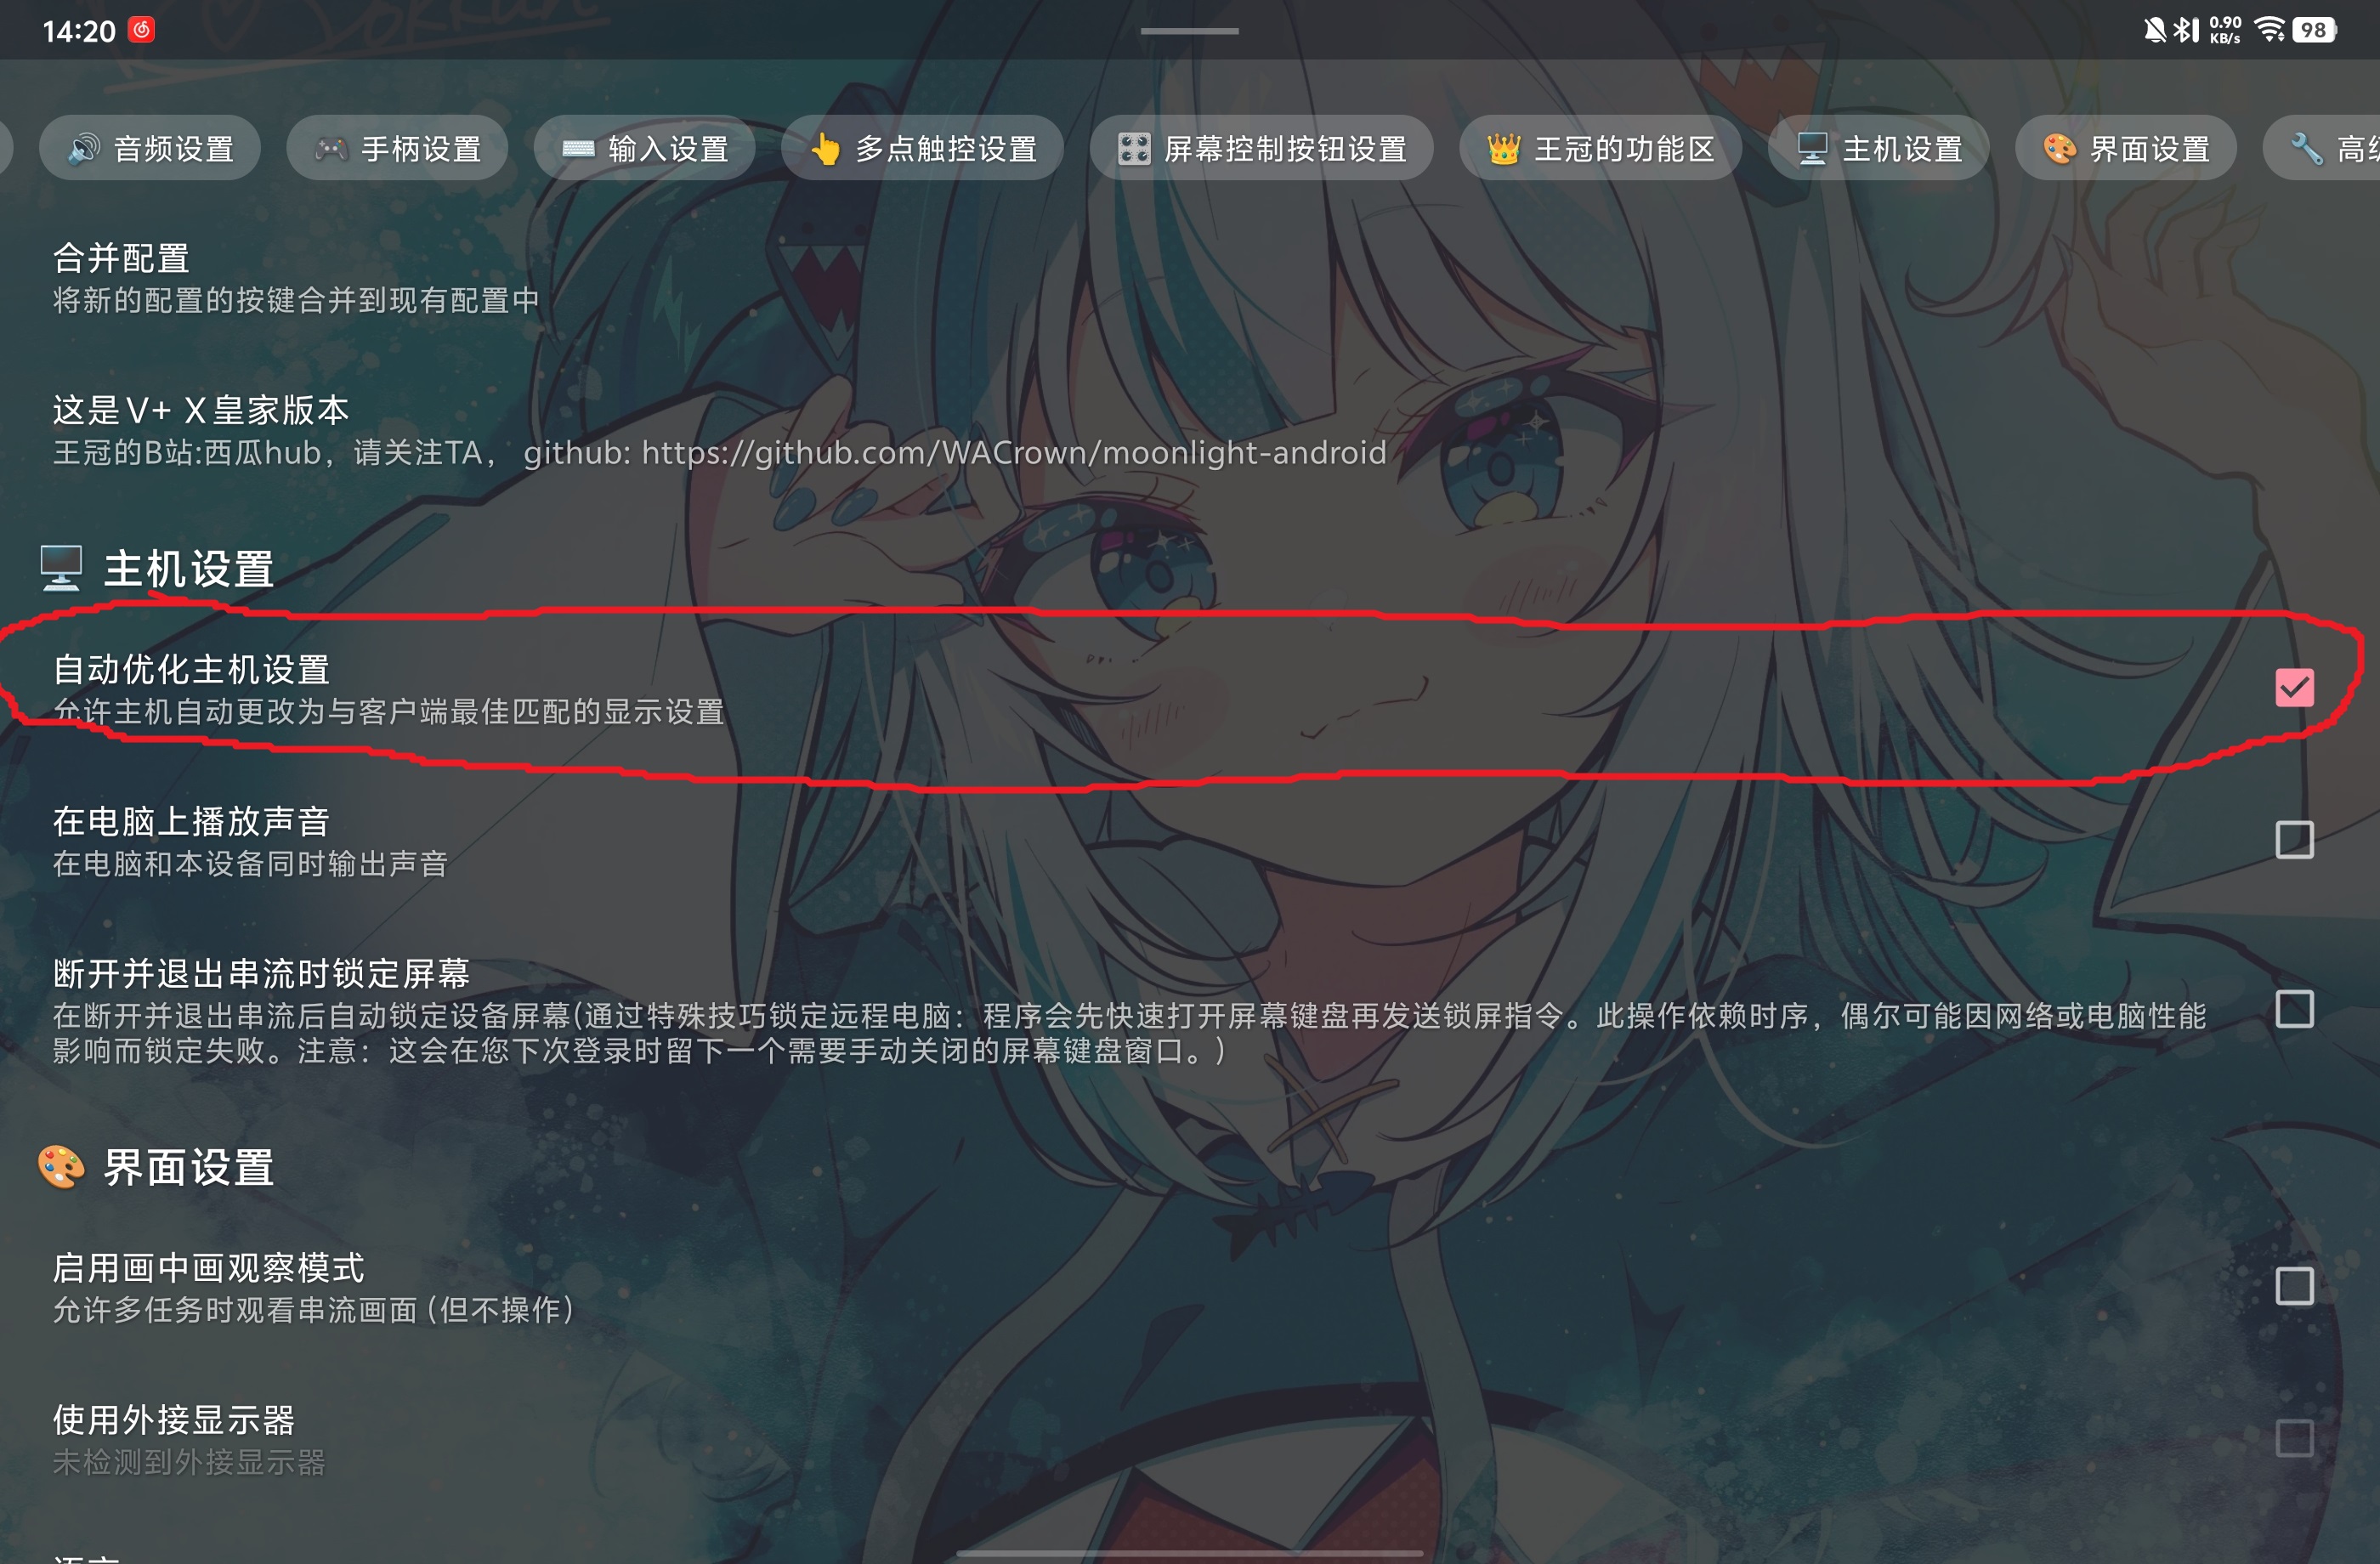 14:20
0.90
KB/s
98
音频设置
手柄设置
输入设置
多点触控设置
屏幕控制按钮设置
王冠的功能区
主机设置
界面设置
高级
合并配置
将新的配置的按键合并到现有配置中
这是V+ X皇家版本
王冠的B站:西瓜hub，请关注TA， github: https://github.com/WACrown/moonlight-android
主机设置
自动优化主机设置
允许主机自动更改为与客户端最佳匹配的显示设置
在电脑上播放声音
在电脑和本设备同时输出声音
断开并退出串流时锁定屏幕
在断开并退出串流后自动锁定设备屏幕(通过特殊技巧锁定远程电脑：程序会先快速打开屏幕键盘再发送锁屏指令。此操作依赖时序，偶尔可能因网络或电脑性能
影响而锁定失败。注意：这会在您下次登录时留下一个需要手动关闭的屏幕键盘窗口。)
界面设置
启用画中画观察模式
允许多任务时观看串流画面（但不操作）
使用外接显示器
未检测到外接显示器